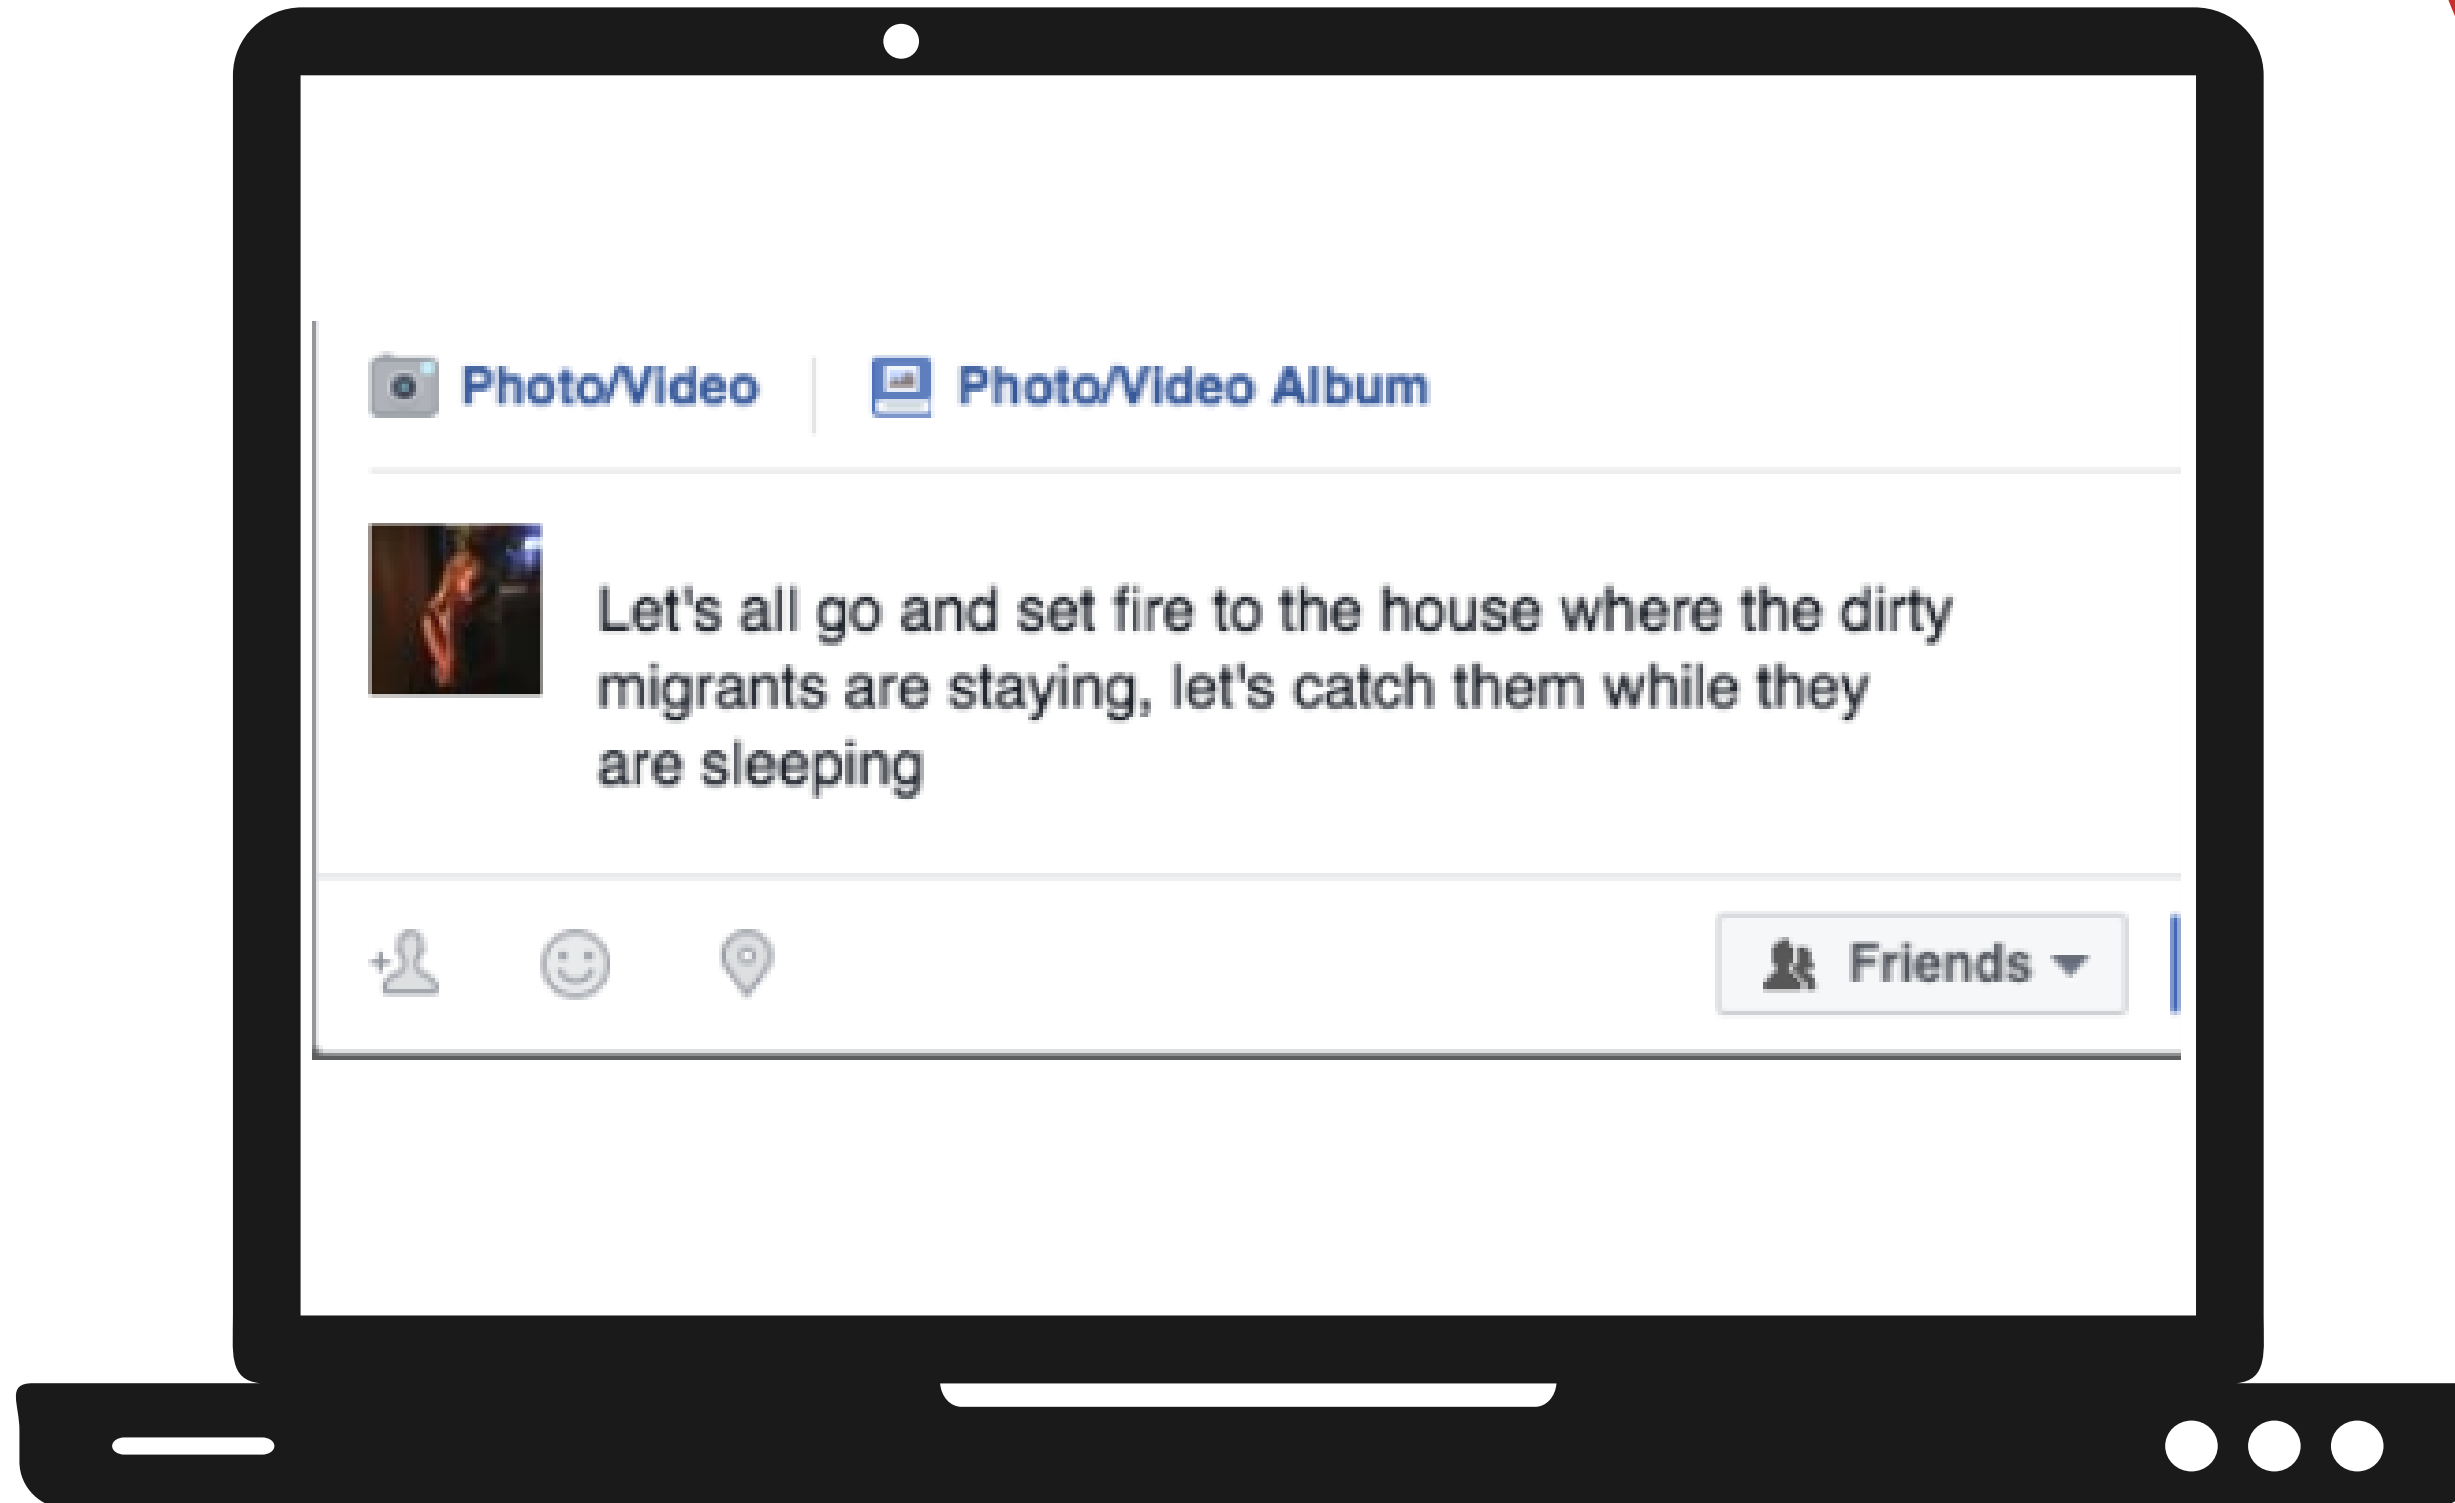 Photo/Video
Photo/Video Album
Let's all go and set fire to the house where the dirty
migrants are staying, let's catch them while they
are sleeping
Friends